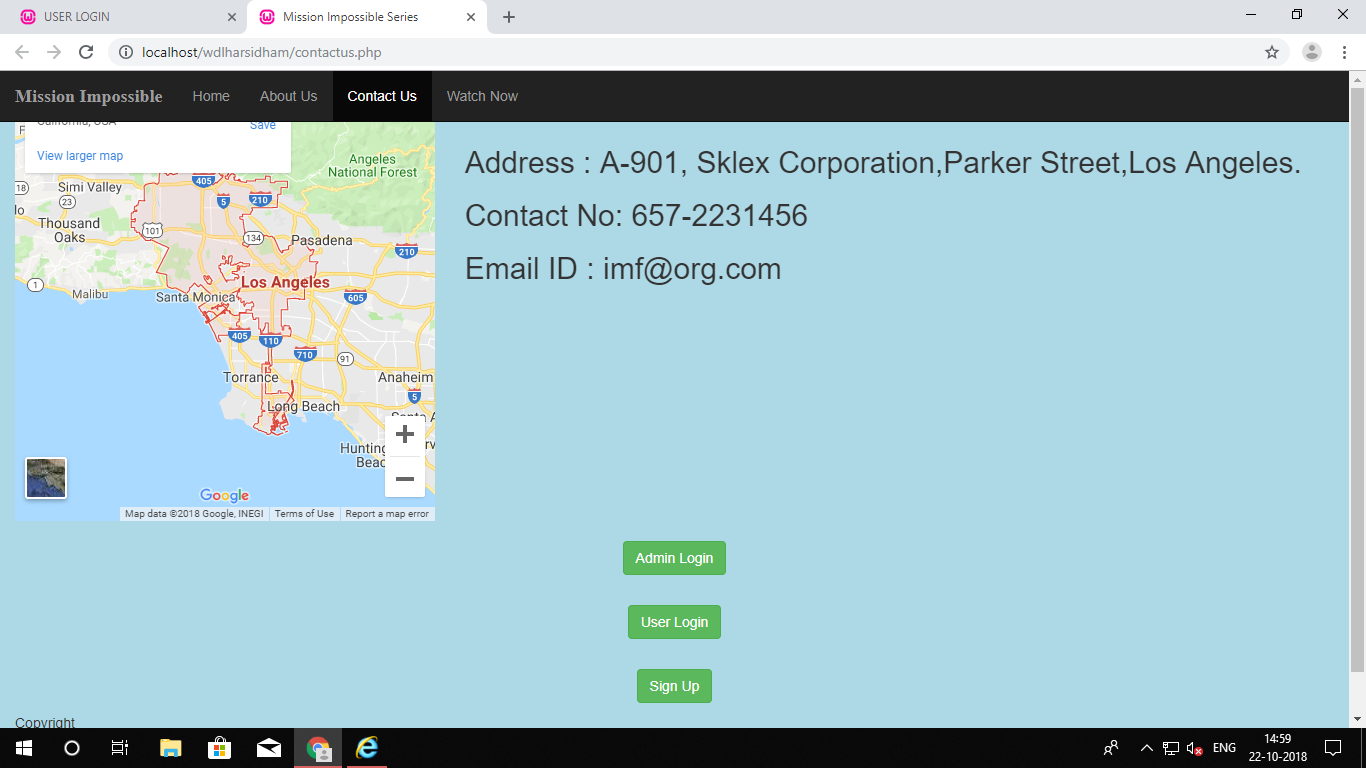 USER LOGIN
Mission Impossible Series
localhost/wdlharsidham/contactus.php
Mission Impossible Home About Us Contact Us Watch Now
Save
View larger map
Angeles
National Forest
Simi Valley
Thousand
Oaks
Pasadena
Los Angeles
Malibu
Santa Monica
Torrance
Anaheim
Long Beach
405
5
210
23
101
134
210
1
605
405
110
710
91
5
18
Google
Map data ©2018 Google, INEGI Terms of Use Report a map error
Address : A-901, Sklex Corporation,Parker Street,Los Angeles.
Contact No: 657-2231456
Email ID : imf@org.com
Admin Login
User Login
Sign Up
Copyright
ENG
14:59
22-10-2018